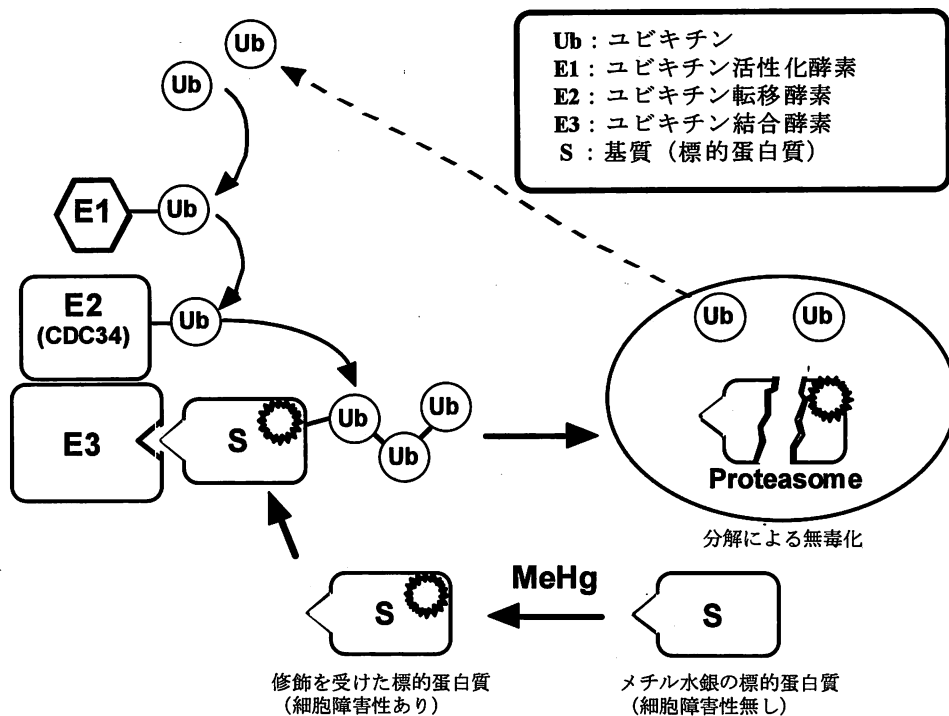 Ub
Ub
Ub：ユビキチン
E1：ユビキチン活性化酵素
E2：ユビキチン転移酵素
E3：ユビキチン結合酵素
S：基質（標的蛋白質）
E1
Ub
E2
(CDC34)
Ub
Ub
Ub
E3
S
Ub
Ub
Ub
Proteasome
分解による無毒化
MeHg
S
S
修飾を受けた標的蛋白質
（細胞障害性あり）
メチル水銀の標的蛋白質
（細胞障害性無し）